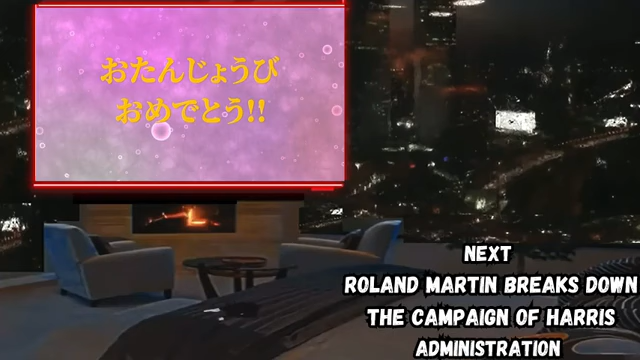 おたんじょうび
おめでとう!!
NEXT
ROLAND MARTIN BREAKS DOWN
THE CAMPAIGN OF HARRIS
ADMINISTRATION